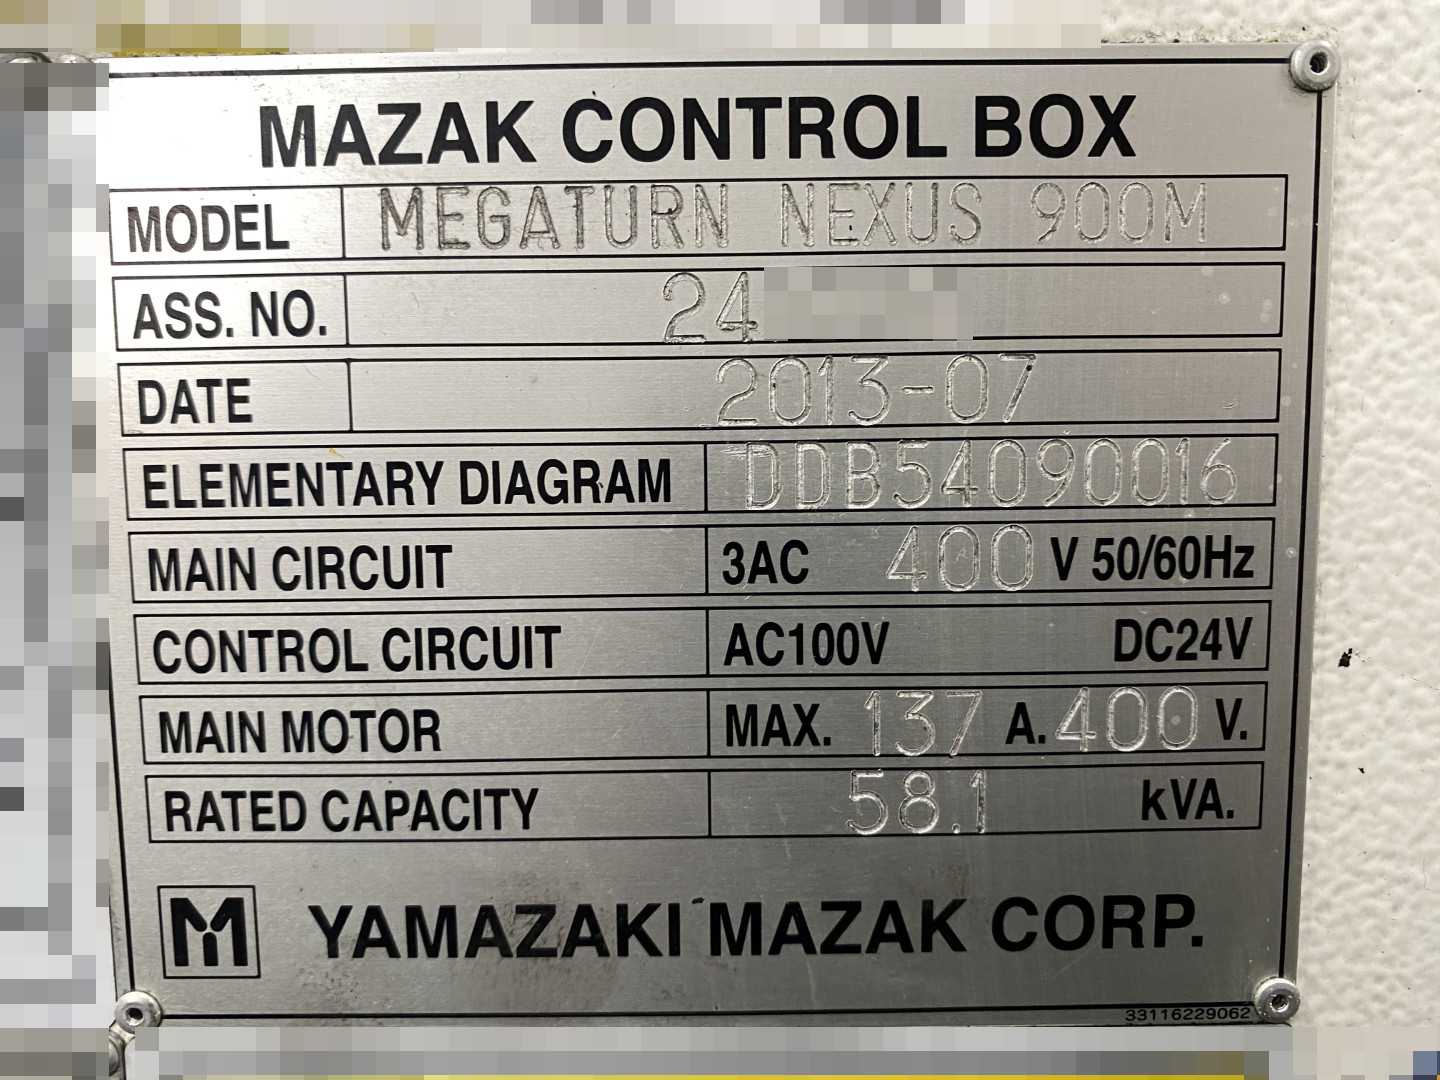 MAZAK CONTROL BOX
MODEL MEGATURN NEXUS 900M
ASS. NO. 24
DATE 2013-07
ELEMENTARY DIAGRAM DDB54090016
MAIN CIRCUIT 3AC 400 V 50/60Hz
CONTROL CIRCUIT AC100V DC24V
MAIN MOTOR MAX. 137 A. 400 V.
RATED CAPACITY 58.1 kVA.
M YAMAZAKI MAZAK CORP.
33116229062